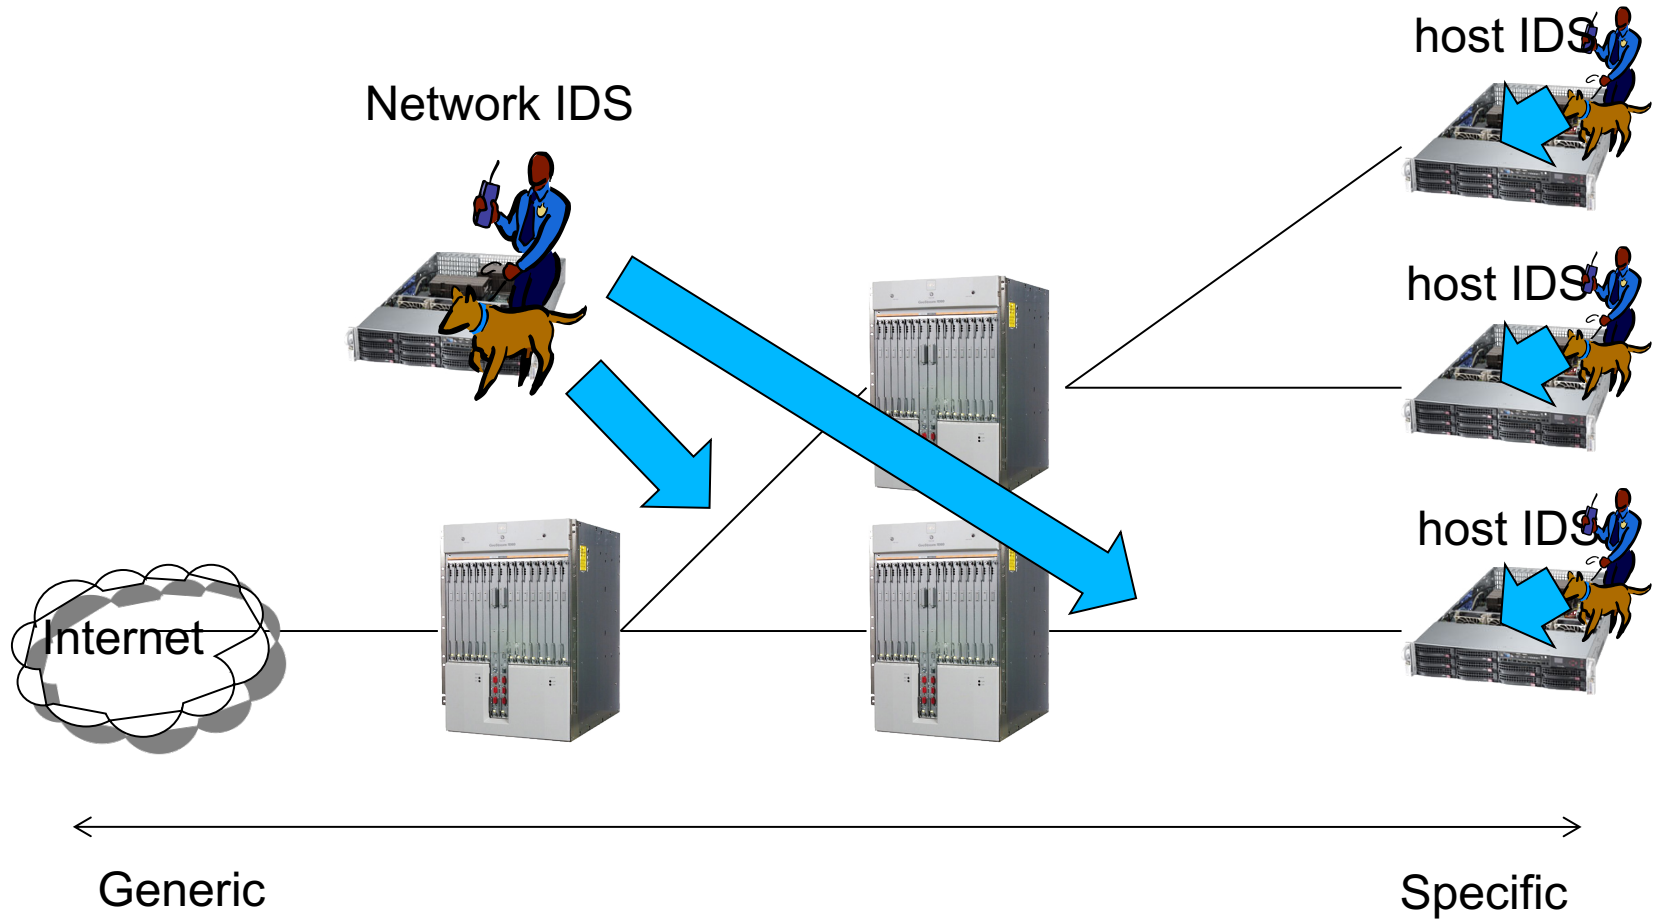 host IDS
Network IDS
host IDS
host IDS
Internet
Generic
Specific